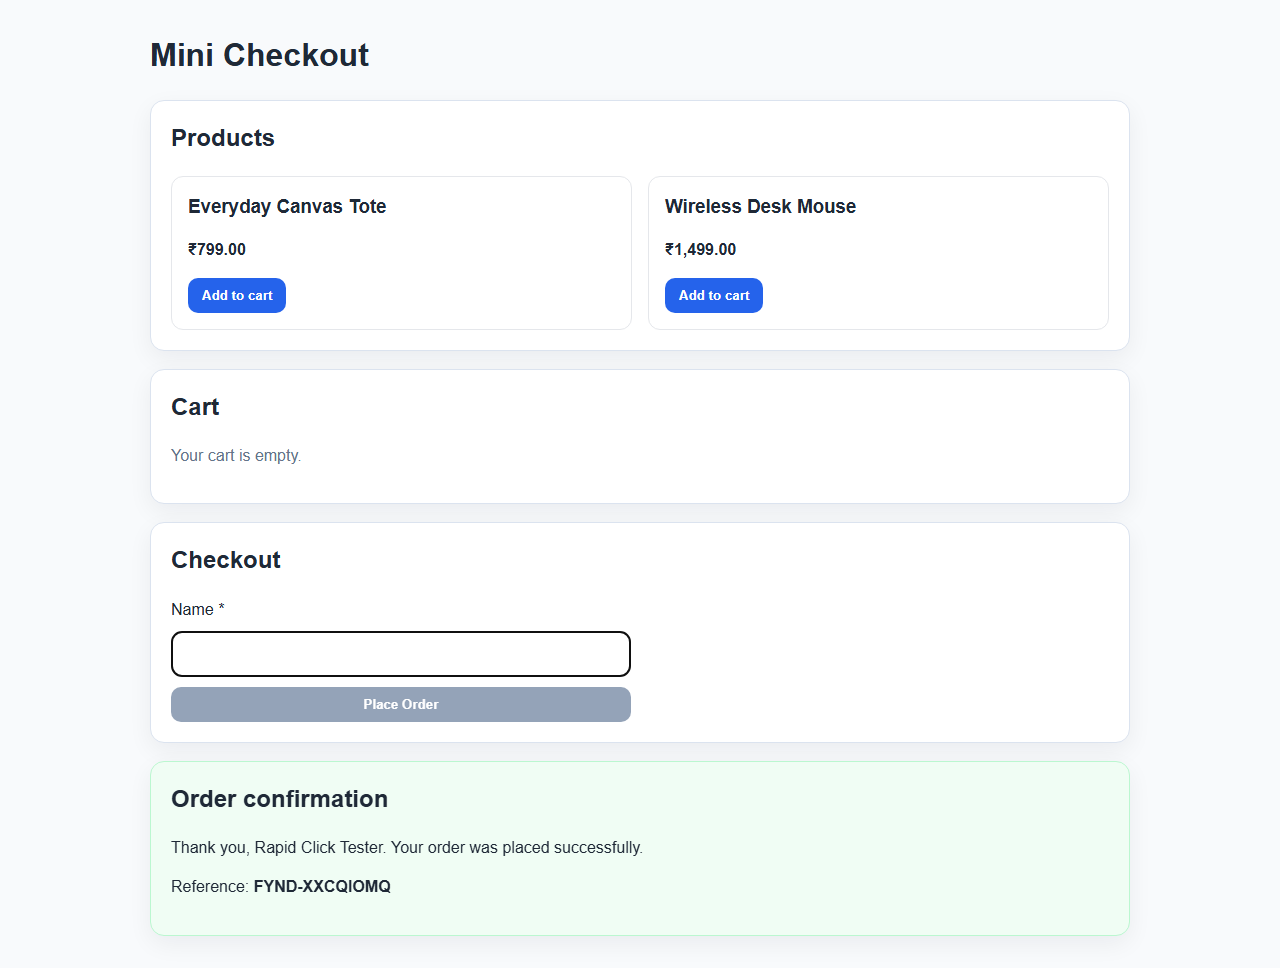 Mini Checkout
Products
Everyday Canvas Tote
₹799.00
Add to cart
Wireless Desk Mouse
₹1,499.00
Add to cart
Cart
Your cart is empty.
Checkout
Name *
Place Order
Order confirmation
Thank you, Rapid Click Tester. Your order was placed successfully.
Reference: FYND-XXCQIOMQ